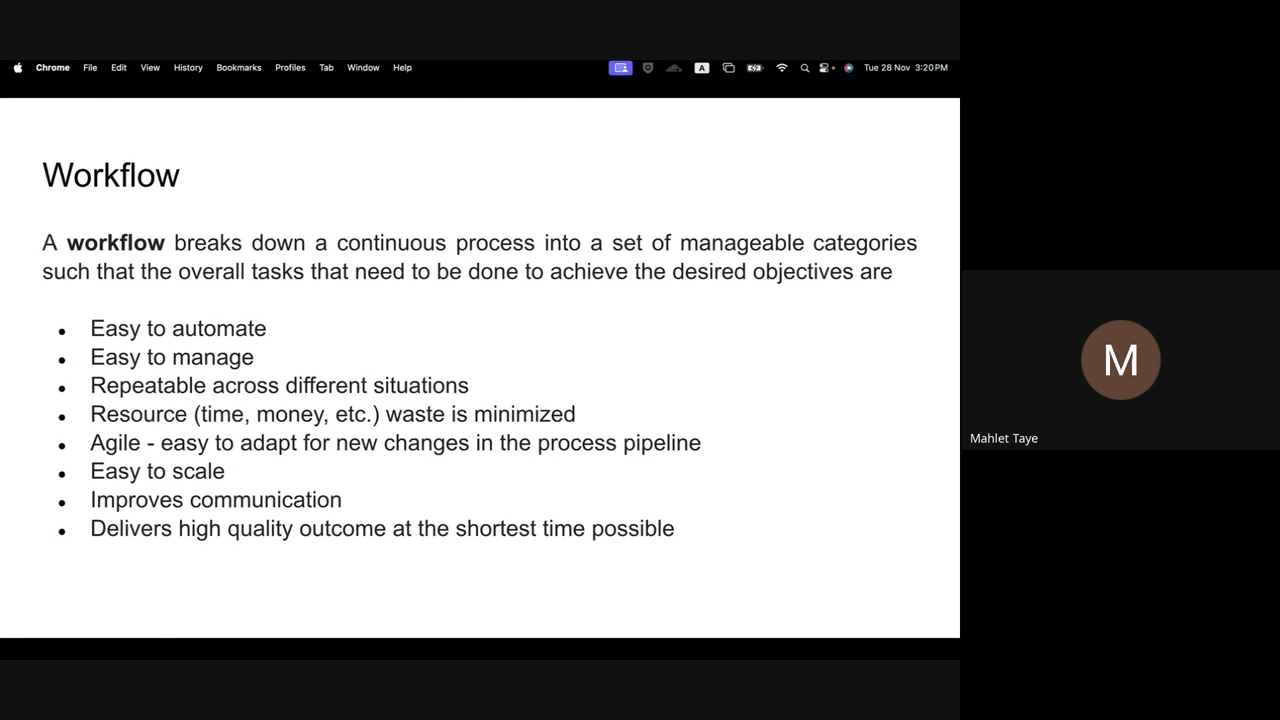 Chrome File Edit View History Bookmarks Profiles Tab Window Help A Tue 28 Nov 3:20 PM
Workflow
A workflow breaks down a continuous process into a set of manageable categories
such that the overall tasks that need to be done to achieve the desired objectives are
• Easy to automate
• Easy to manage
• Repeatable across different situations
• Resource (time, money, etc.) waste is minimized
• Agile - easy to adapt for new changes in the process pipeline
• Easy to scale
• Improves communication
• Delivers high quality outcome at the shortest time possible
M
Mahlet Taye